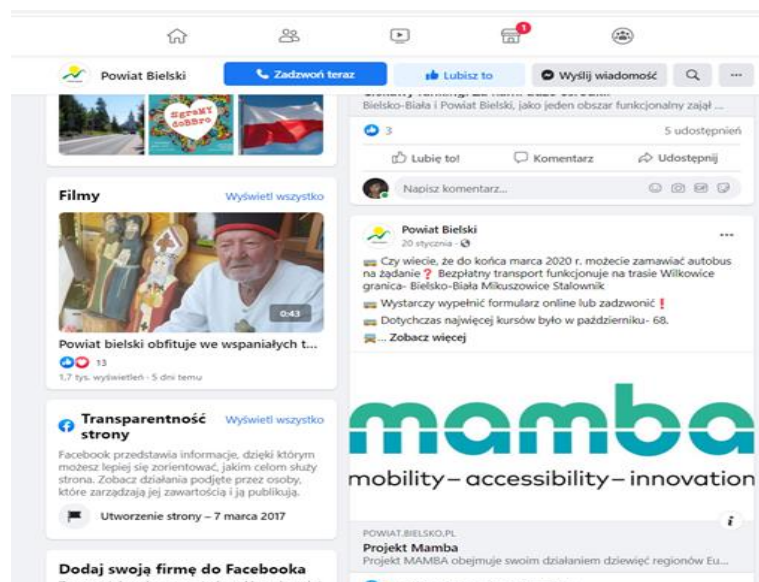 1
Powiat Bielski
Zadzwoń teraz
Lubisz to
Wyślij wiadomość
SgraMY
doBBro
Filmy
Wyświetl wszystko
0:43
Powiat bielski obfituje we wspaniałych t...
13
1,7 tys. wyświetleń · 5 dni temu
Transparentność
strony
Wyświetl wszystko
Facebook przedstawia informacje, dzięki którym
możesz lepiej się zorientować, jakim celom służy
strona. Zobacz działania podjęte przez osoby,
które zarządzają jej zawartością i ją publikują.
Utworzenie strony – 7 marca 2017
Dodaj swoją firmę do Facebooka
Bielsko-Biała i Powiat Bielski, jako jeden obszar funkcjonalny zajął ...
3
5 udostępnień
Lubię to!
Komentarz
Udostępnij
Napisz komentarz...
GIF
Powiat Bielski
20 stycznia ·
Czy wiecie, że do końca marca 2020 r. możecie zamawiać autobus
na żądanie ❓ Bezpłatny transport funkcjonuje na trasie Wilkowice
granica- Bielsko-Biała Mikuszowice Stalownik
Wystarczy wypełnić formularz online lub zadzwonić ❗
Dotychczas najwięcej kursów było w październiku- 68.
... Zobacz więcej
mamba
mobility – accessibility – innovation
POWIAT.BIELSKO.PL
Projekt Mamba
Projekt MAMBA obejmuje swoim działaniem dziewięć regionów Eu...